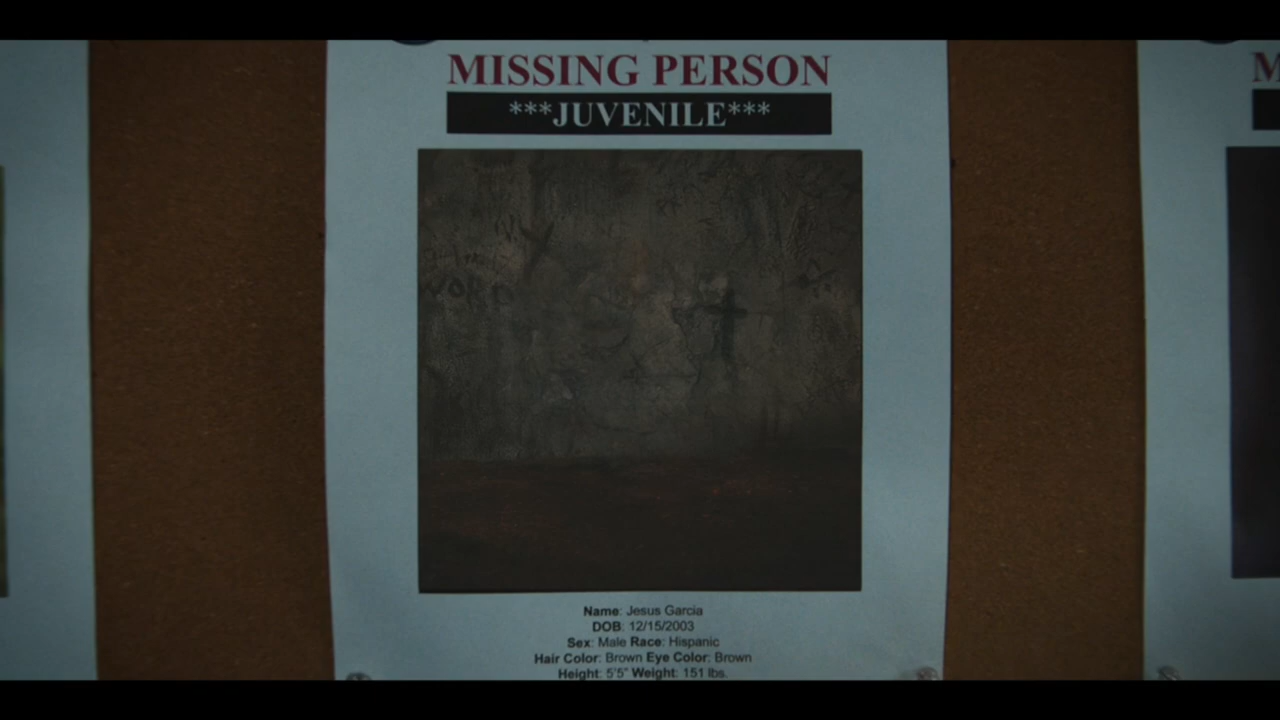 MISSING PERSON
***JUVENILE***
WORD
Name: Jesus Garcia
DOB: 12/15/2003
Sex: Male Race: Hispanic
Hair Color: Brown Eye Color: Brown
Height: 5'5" Weight: 151 lbs.
M